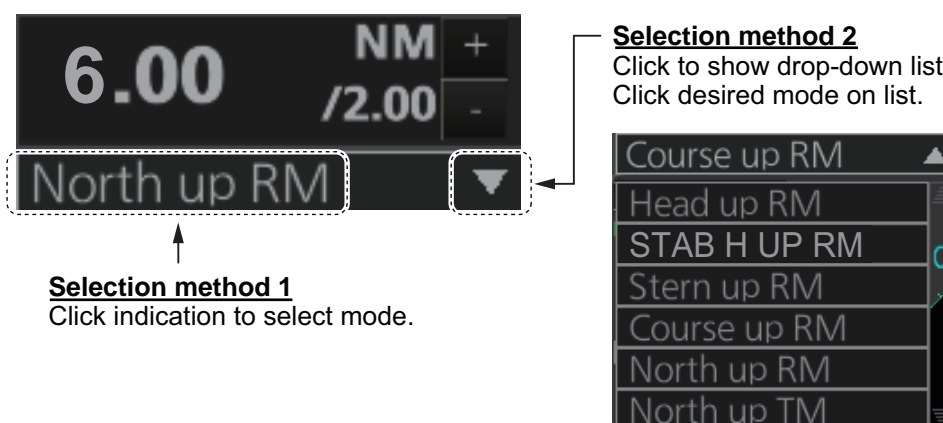 6.00
NM +
/2.00 -
North up RM
Selection method 1
Click indication to select mode.
Selection method 2
Click to show drop-down list
Click desired mode on list.
Course up RM
Head up RM
STAB H UP RM
Stern up RM
Course up RM
North up RM
North up TM